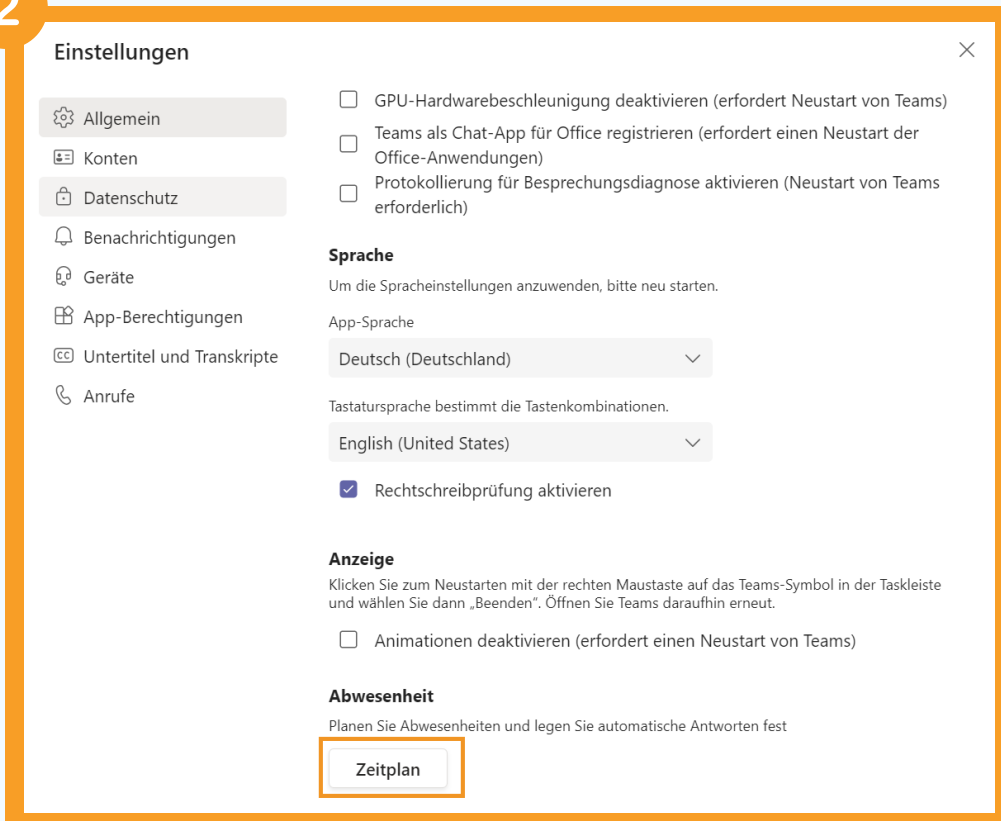 2
Einstellungen
Allgemein
Konten
Datenschutz
Benachrichtigungen
Geräte
App-Berechtigungen
CC Untertitel und Transkripte
Anrufe
GPU-Hardwarebeschleunigung deaktivieren (erfordert Neustart von Teams)
Teams als Chat-App für Office registrieren (erfordert einen Neustart der
Office-Anwendungen)
Protokollierung für Besprechungsdiagnose aktivieren (Neustart von Teams
erforderlich)
Sprache
Um die Spracheinstellungen anzuwenden, bitte neu starten.
App-Sprache
Deutsch (Deutschland)
Tastatursprache bestimmt die Tastenkombinationen.
English (United States)
Rechtschreibprüfung aktivieren
Anzeige
Klicken Sie zum Neustarten mit der rechten Maustaste auf das Teams-Symbol in der Taskleiste
und wählen Sie dann „Beenden“. Öffnen Sie Teams daraufhin erneut.
Animationen deaktivieren (erfordert einen Neustart von Teams)
Abwesenheit
Planen Sie Abwesenheiten und legen Sie automatische Antworten fest
Zeitplan